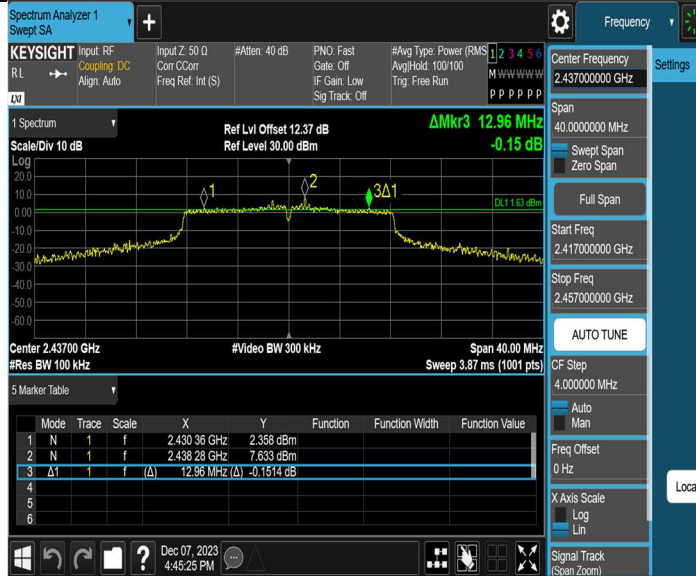 Spectrum Analyzer 1
Swept SA
+
Frequency
KEYSIGHT
RL
LXI
Input: RF
Coupling: DC
Align: Auto
Input Z: 50 Ω
Corr CCorr
Freq Ref: Int (S)
#Atten: 40 dB
PNO: Fast
Gate: Off
IF Gain: Low
Sig Track: Off
#Avg Type: Power (RMS
Avg|Hold: 100/100
Trig: Free Run
1 2 3 4 5 6
M W W W W W
P P P P P P
1 Spectrum
Scale/Div 10 dB
Ref Lvl Offset 12.37 dB
Ref Level 30.00 dBm
ΔMkr3 12.96 MHz
-0.15 dB
Log
20.0
10.0
0.00
-10.0
-20.0
-30.0
-40.0
-50.0
-60.0
1
2
3Δ1
DL1 1.63 dBm
Center 2.43700 GHz
#Res BW 100 kHz
#Video BW 300 kHz
Span 40.00 MHz
Sweep 3.87 ms (1001 pts)
5 Marker Table
Mode Trace Scale X Y Function Function Width Function Value
1 N 1 f 2.430 36 GHz 2.358 dBm
2 N 1 f 2.438 28 GHz 7.633 dBm
3 Δ1 1 f (Δ) 12.96 MHz (Δ) -0.1514 dB
4
5
6
Dec 07, 2023
4:45:25 PM
?
Center Frequency
2.437000000 GHz
Span
40.0000000 MHz
Swept Span
Zero Span
Full Span
Start Freq
2.417000000 GHz
Stop Freq
2.457000000 GHz
AUTO TUNE
CF Step
4.000000 MHz
Auto
Man
Freq Offset
0 Hz
X Axis Scale
Log
Lin
Signal Track
(Span Zoom)
Settings
Loca